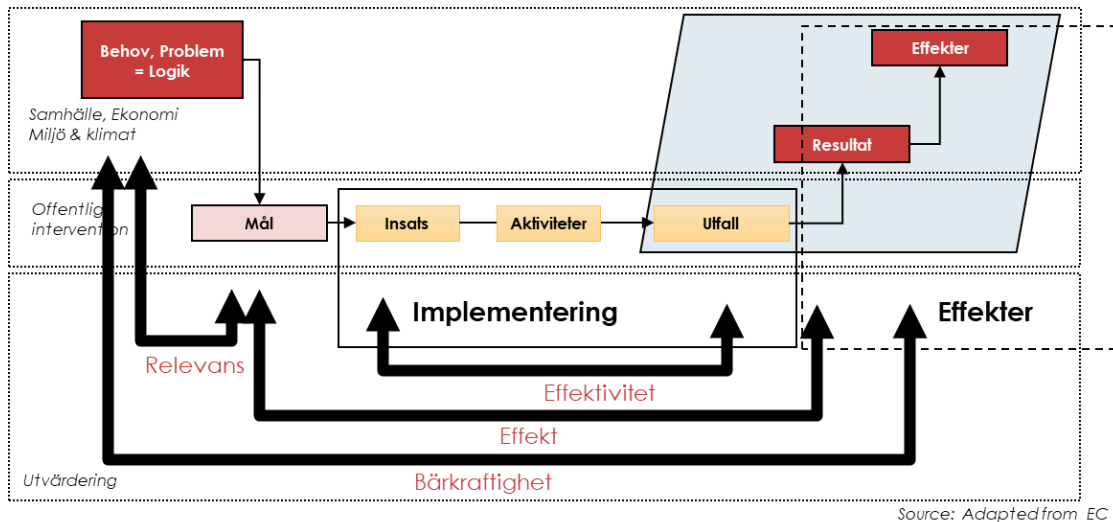 Behov, Problem
= Logik
Effekter
Samhälle, Ekonomi
Miljö & klimat
Resultat
Offentlig
intervention
Mål
Insats
Aktiviteter
Utfall
Implementering
Effekter
Relevans
Effektivitet
Effekt
Bärkraftighet
Utvärdering
Source: Adapted from EC